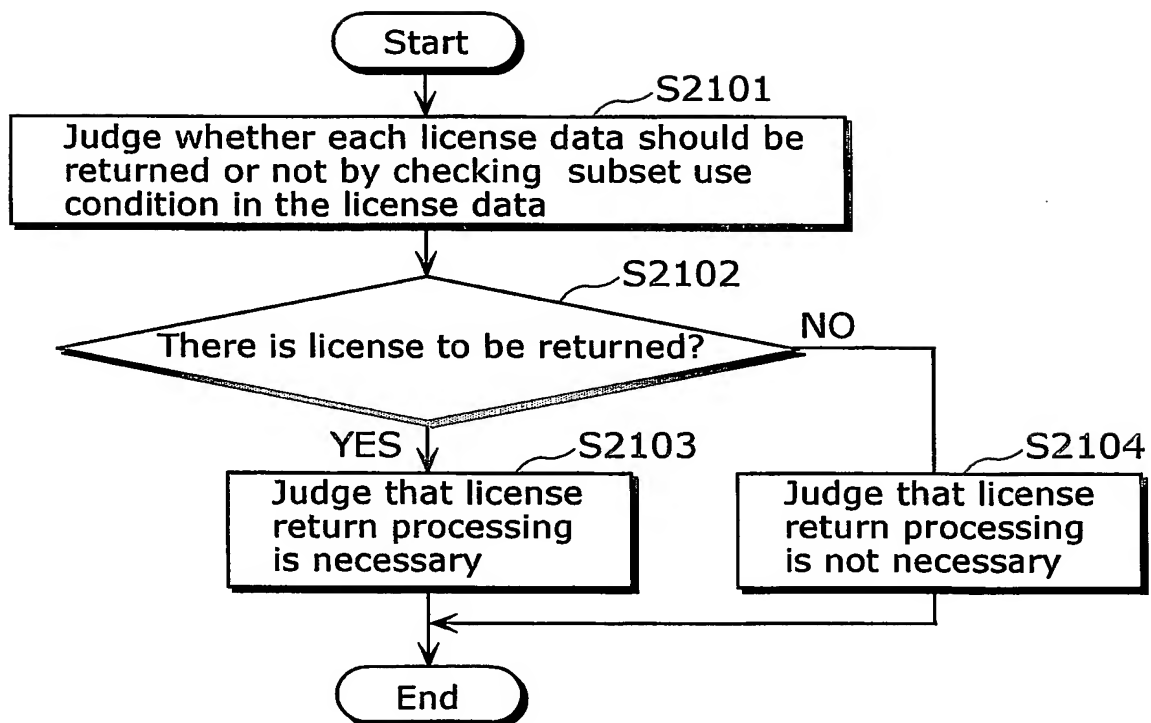 Start
S2101
Judge whether each license data should be
returned or not by checking subset use
condition in the license data
S2102
There is license to be returned?
NO
YES
S2103
Judge that license
return processing
is necessary
S2104
Judge that license
return processing
is not necessary
End